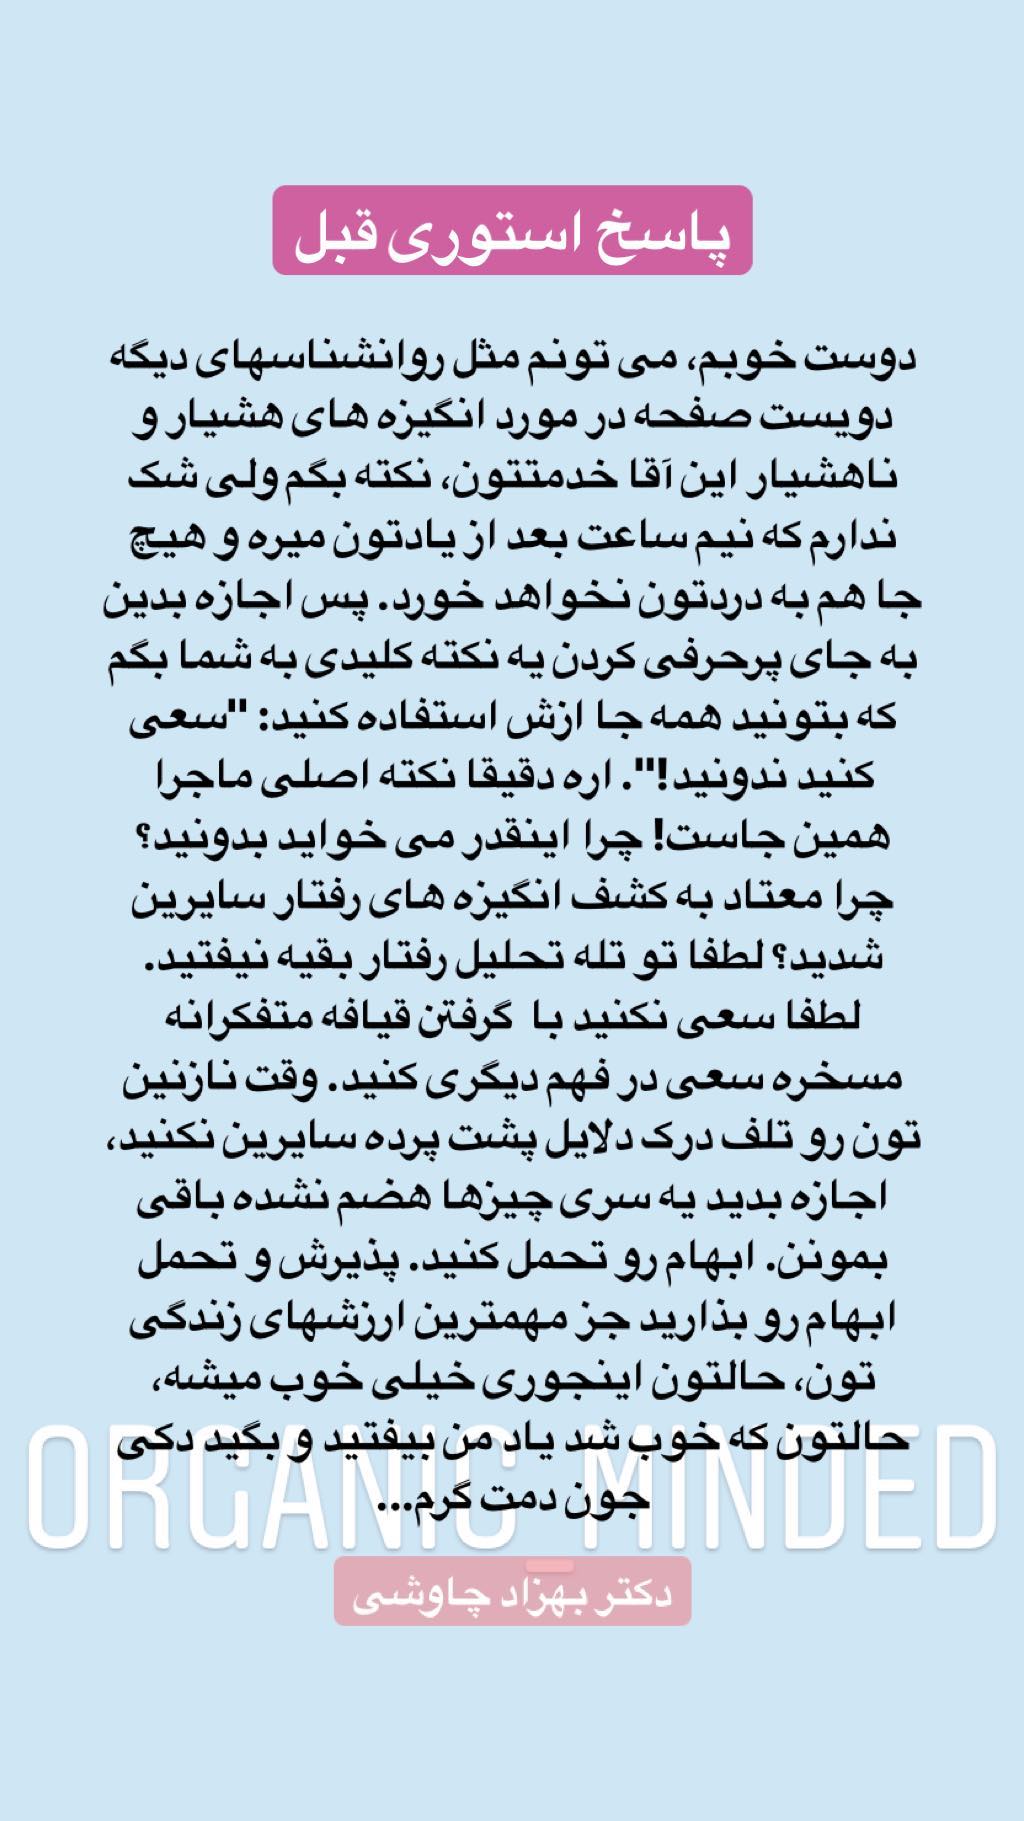 پاسخ استوری قبل
دوست خوبم، می تونم مثل روانشناسهای دیگه
دویست صفحه در مورد انگیزه های هشیار و
ناهشیار این آقا خدمتتون، نکته بگم ولی شک
ندارم که نیم ساعت بعد از یادتون میره و هیچ
جا هم به دردتون نخواهد خورد. پس اجازه بدین
به جای پرحرفی کردن یه نکته کلیدی به شما بگم
که بتونید همه جا ازش استفاده کنید: "سعی
کنید ندونید!". اره دقیقا نکته اصلی ماجرا
همین جاست! چرا اینقدر می خواید بدونید؟
چرا معتاد به کشف انگیزه های رفتار سایرین
شدید؟ لطفا تو تله تحلیل رفتار بقیه نیفتید.
لطفا سعی نکنید با گرفتن قیافه متفکرانه
مسخره سعی در فهم دیگری کنید. وقت نازنین
تون رو تلف درک دلایل پشت پرده سایرین نکنید،
اجازه بدید یه سری چیزها هضم نشده باقی
بمونن. ابهام رو تحمل کنید. پذیرش و تحمل
ابهام رو بذارید جز مهمترین ارزشهای زندگی
تون، حالتون اینجوری خیلی خوب میشه،
حالتون که خوب شد یاد من بیفتید و بگید دکی
جون دمت گرم...
ORGANIC_MINDED
دکتر بهزاد چاوشی